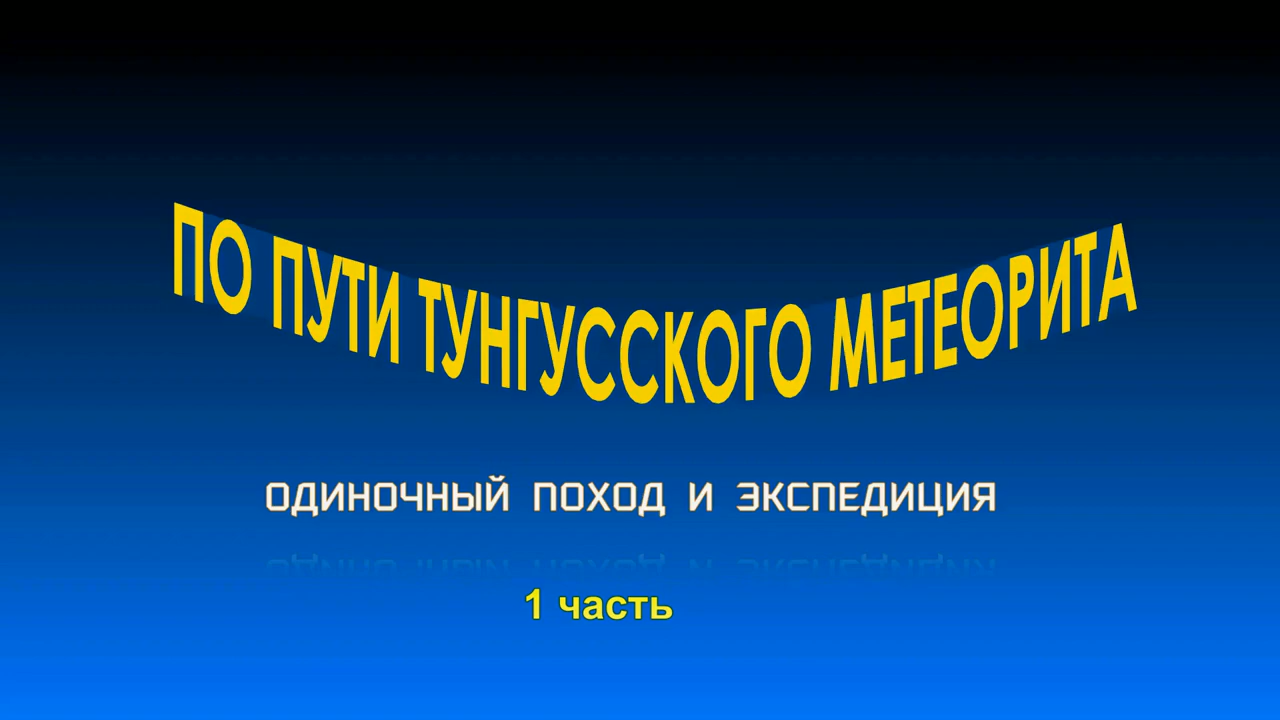 ПО ПУТИ ТУНГУССКОГО МЕТЕОРИТА
ОДИНОЧНЫЙ ПОХОД И ЭКСПЕДИЦИЯ
1 часть